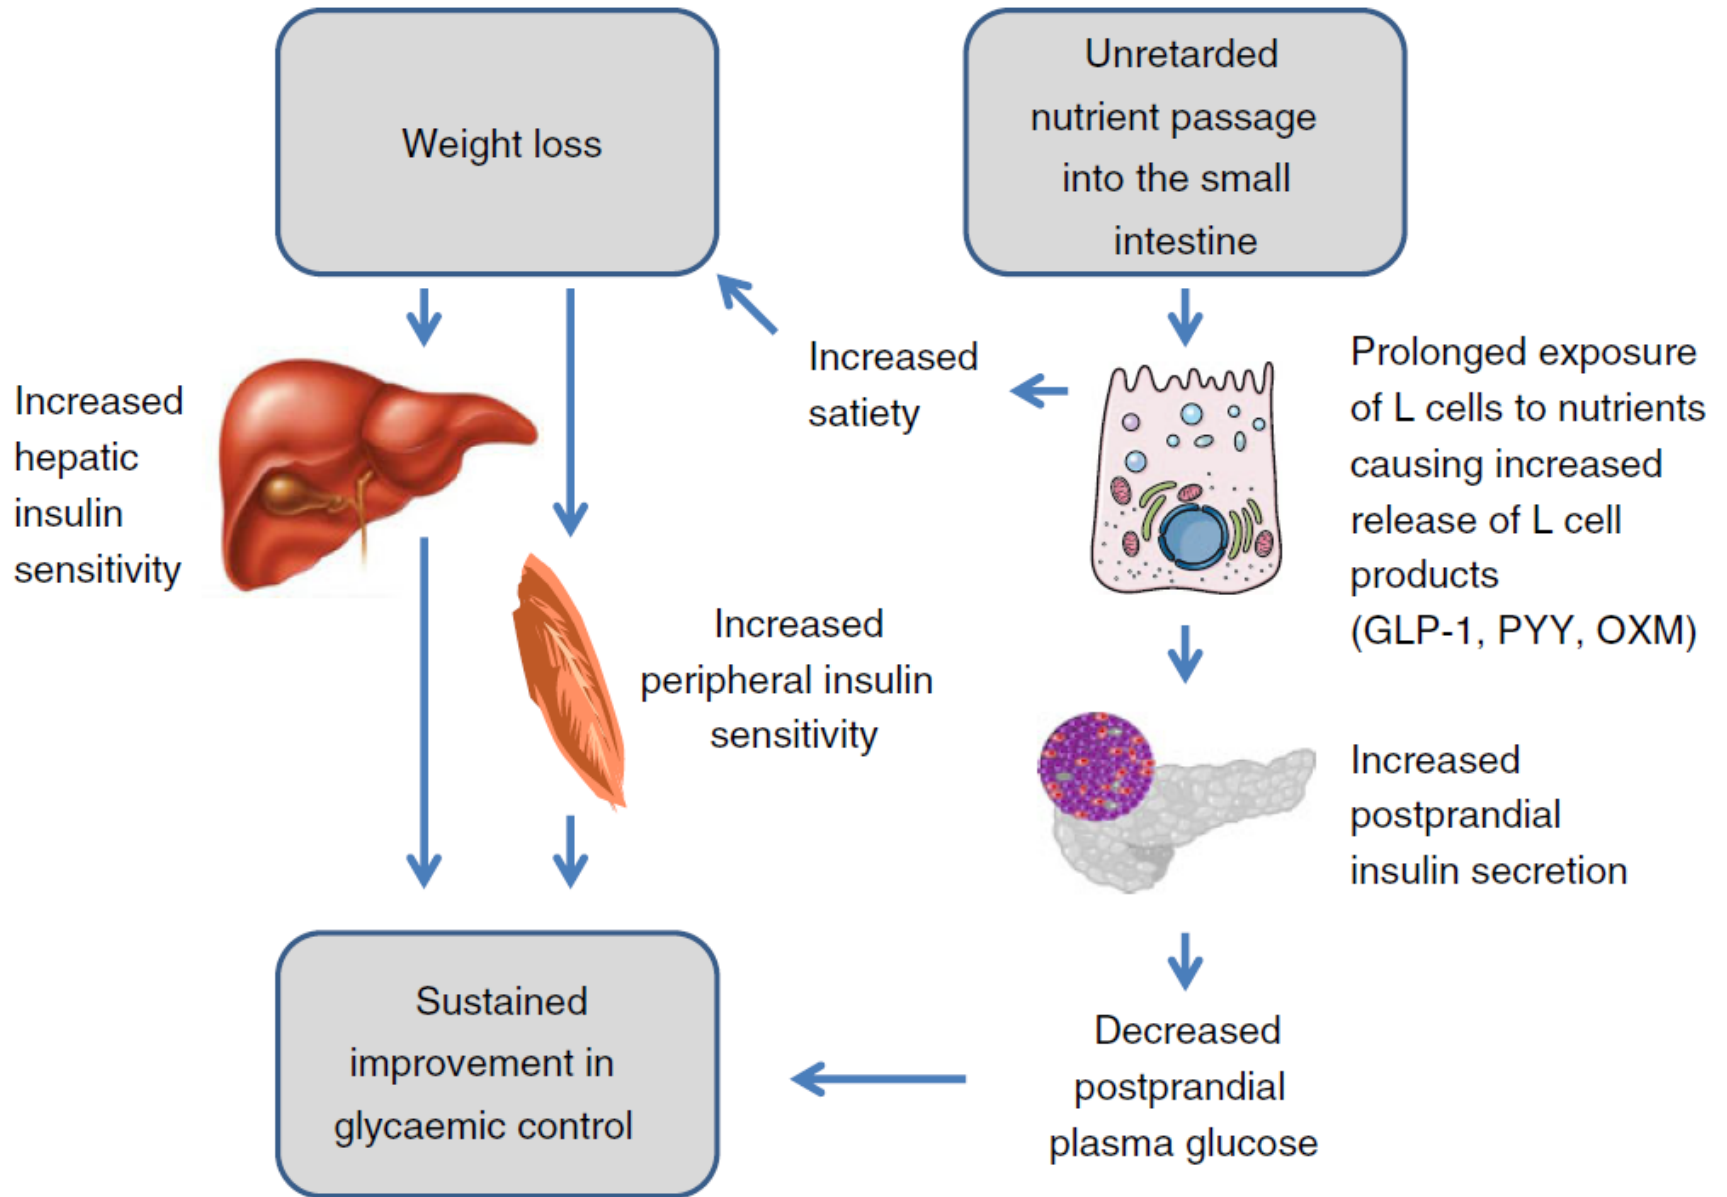 Weight loss
Unretarded
nutrient passage
into the small
intestine
Increased
satiety
Prolonged exposure
of L cells to nutrients
causing increased
release of L cell
products
(GLP-1, PYY, OXM)
Increased
hepatic
insulin
sensitivity
Increased
peripheral insulin
sensitivity
Increased
postprandial
insulin secretion
Sustained
improvement in
glycaemic control
Decreased
postprandial
plasma glucose